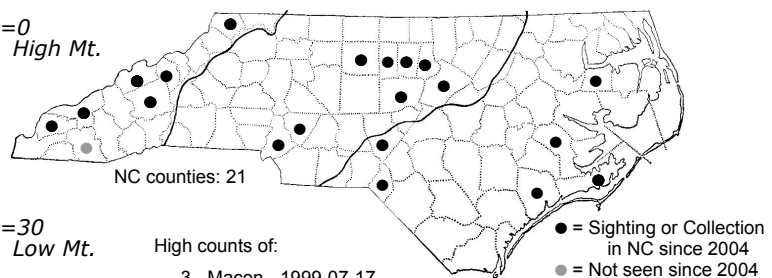 =0
High Mt.
NC counties: 21
=30
Low Mt.
High counts of:
3 - Macon - 1999-07-17
● = Sighting or Collection
in NC since 2004
● = Not seen since 2004